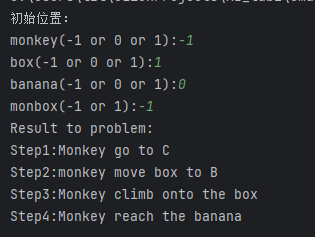 初始位置：
monkey(-1 or 0 or 1):-1
box(-1 or 0 or 1):1
banana(-1 or 0 or 1):0
monbox(-1 or 1):-1
Result to problem:
Step1:Monkey go to C
Step2:monkey move box to B
Step3:Monkey climb onto the box
Step4:Monkey reach the banana